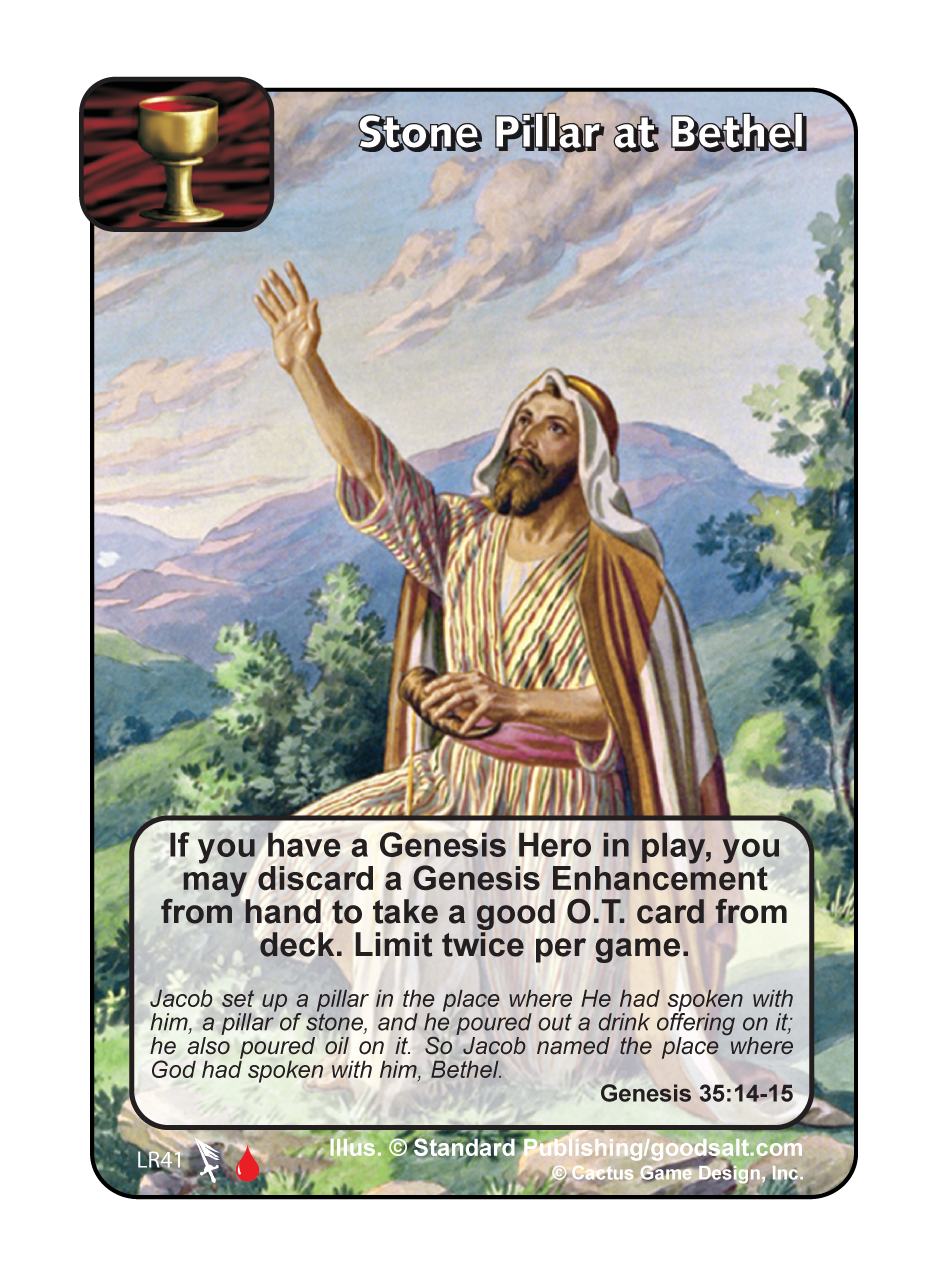 Stone Pillar at Bethel
If you have a Genesis Hero in play, you
may discard a Genesis Enhancement
from hand to take a good O.T. card from
deck. Limit twice per game.
Jacob set up a pillar in the place where He had spoken with
him, a pillar of stone, and he poured out a drink offering on it;
he also poured oil on it. So Jacob named the place where
God had spoken with him, Bethel.
Genesis 35:14-15
LR41
Illus. © Standard Publishing/goodsalt.com
© Cactus Game Design, Inc.